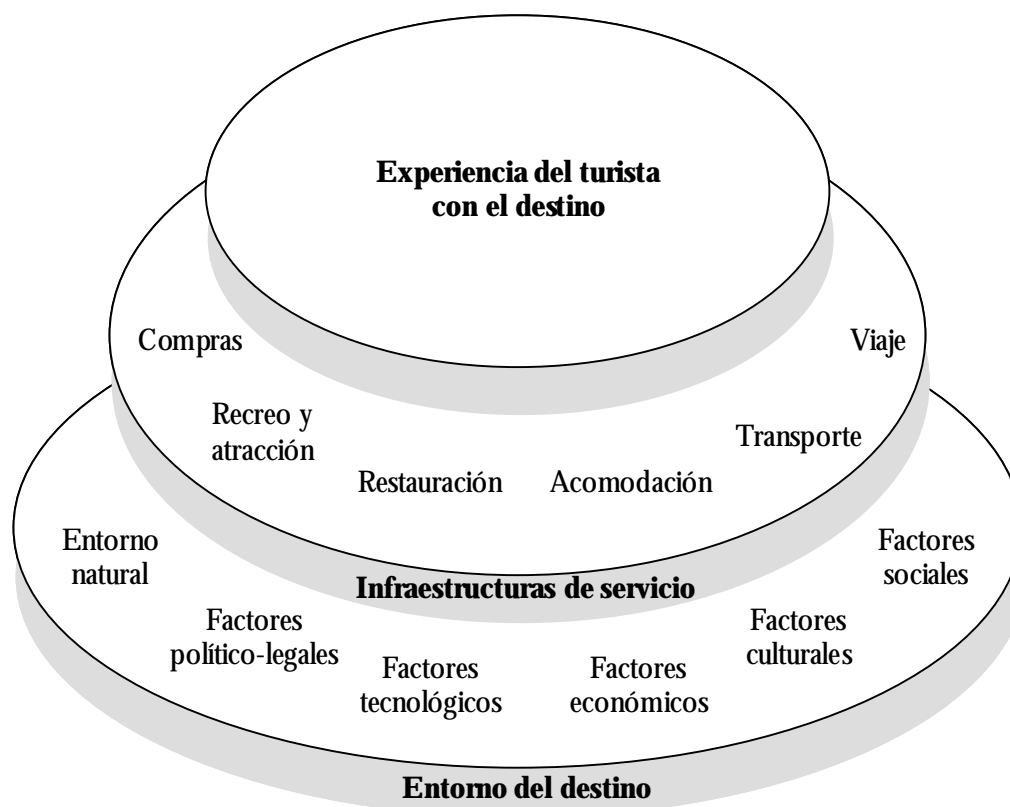 Experiencia del turista
con el destino
Compras
Viaje
Recreo y
atracción
Transporte
Restauración
Acomodación
Infraestructuras de servicio
Entorno
natural
Factores
sociales
Factores
político-legales
Factores
culturales
Factores
tecnológicos
Factores
económicos
Entorno del destino